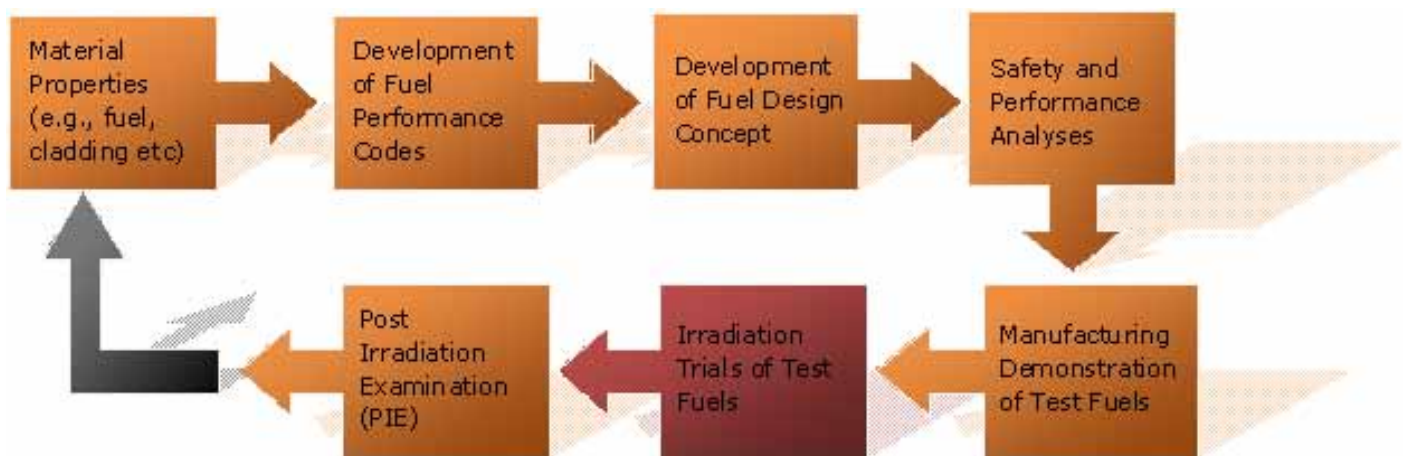 Material
Properties
(e.g., fuel,
cladding etc)
Development
of Fuel
Performance
Codes
Development
of Fuel Design
Concept
Safety and
Performance
Analyses
Manufacturing
Demonstration
of Test Fuels
Irradiation
Trials of Test
Fuels
Post
Irradiation
Examination
(PIE)